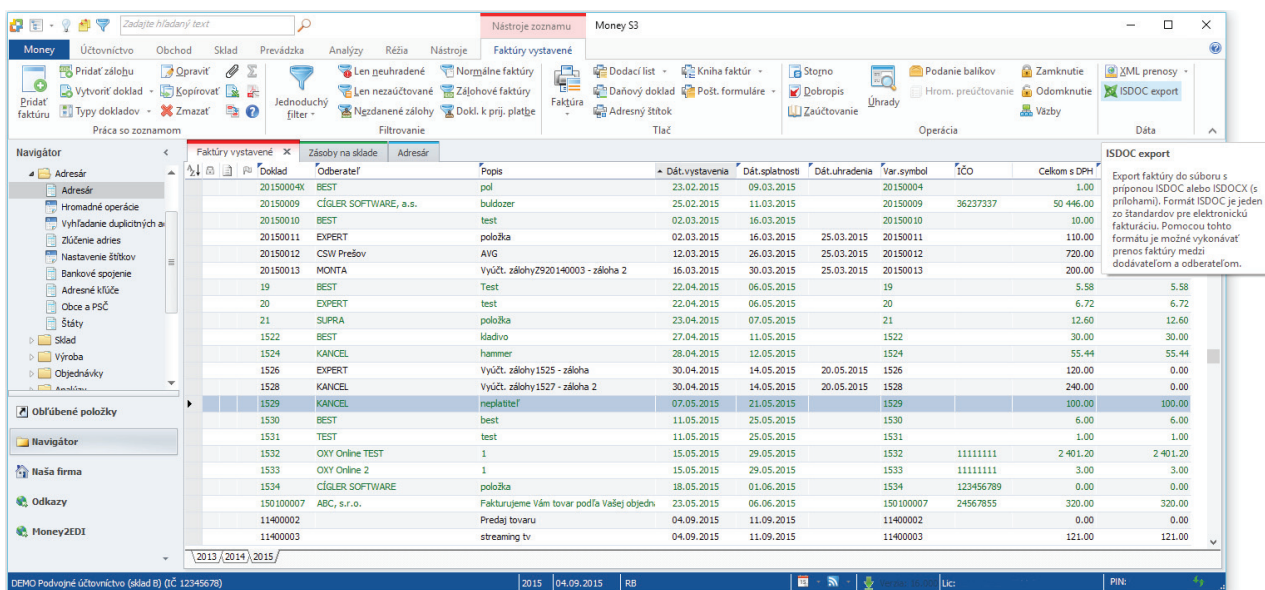 Zadajte hľadaný text
Nástroje zoznamu
Money S3
Money Účtovníctvo Obchod Sklad Prevádzka Analýzy Réžia Nástroje Faktúry vystavené
Pridať faktúru
Pridať zálohu
Vytvoriť doklad
Typy dokladov
Opraviť
Kopírovať
Zmazať
Práca so zoznamom
Jednoduchý filter
Len neuhradené
Len nezaúčtované
Nezdanené zálohy
Normálne faktúry
Zálohové faktúry
Dokl. k prij. platbe
Filtrovanie
Faktúra
Dodací list
Daňový doklad
Adresný štítok
Kniha faktúr
Pošt. formuláre
Tlač
Storno
Dobropis
Zaúčtovanie
Úhrady
Podanie balíkov
Hrom. preúčtovanie
Zamknutie
Odomknutie
Väzby
Operácia
XML prenosy
ISDOC export
Dáta
ISDOC export
Export faktúry do súboru s
príponou ISDOC alebo ISDOCX (s
prílohami). Formát ISDOC je jeden
zo štandardov pre elektronickú
fakturáciu. Pomocou tohto
formátu je možné vykonávať
prenos faktúry medzi
dodávateľom a odberateľom.
Navigátor
Adresár
Adresár
Hromadné operácie
Vyhľadanie duplicitných
Zlúčenie adries
Nastavenie štítkov
Bankové spojenie
Adresné kľúče
Obce a PSČ
Štáty
Sklad
Výroba
Objednávky
Analýzy
Obľúbené položky
Navigátor
Naša firma
Odkazy
Money2EDI
Faktúry vystavené Zásoby na sklade Adresár
Doklad Odberateľ Popis Dát.vystavenia Dát.splatnosti Dát.uhradenia Var.symbol IČO Celkom s DPH
20150004X BEST pol 23.02.2015 09.03.2015 20150004 1.00
20150009 CÍGLER SOFTWARE, a.s. buldozer 25.02.2015 11.03.2015 20150009 36237337 50 446.00
20150010 BEST test 02.03.2015 16.03.2015 20150010 10.00
20150011 EXPERT položka 02.03.2015 16.03.2015 25.03.2015 20150011 110.00
20150012 CSW Prešov AVG 12.03.2015 26.03.2015 25.03.2015 20150012 720.00
20150013 MONTA Vyúčt. zálohyZ920140003 - záloha 2 16.03.2015 30.03.2015 25.03.2015 20150013 200.00
19 BEST Test 22.04.2015 06.05.2015 19 5.58 5.58
20 EXPERT test 22.04.2015 06.05.2015 20 6.72 6.72
21 SUPRA položka 23.04.2015 07.05.2015 21 12.60 12.60
1522 BEST kladivo 27.04.2015 11.05.2015 1522 30.00 30.00
1524 KANCEL hammer 28.04.2015 12.05.2015 1524 55.44 55.44
1526 EXPERT Vyúčt. zálohy1525 - záloha 30.04.2015 14.05.2015 20.05.2015 1526 120.00 0.00
1528 KANCEL Vyúčt. zálohy1527 - záloha 2 30.04.2015 14.05.2015 20.05.2015 1528 240.00 0.00
1529 KANCEL neplatiteľ 07.05.2015 21.05.2015 1529 100.00 100.00
1530 BEST best 11.05.2015 25.05.2015 1530 6.00 6.00
1531 TEST test 11.05.2015 25.05.2015 1531 1.00 1.00
1532 OXY Online TEST 1 15.05.2015 29.05.2015 1532 11111111 2 401.20 2 401.20
1533 OXY Online 2 1 15.05.2015 29.05.2015 1533 11111111 3.00 3.00
1534 CÍGLER SOFTWARE položka 18.05.2015 01.06.2015 1534 123456789 0.00 0.00
150100007 ABC, s.r.o. Fakturujeme Vám tovar podľa Vašej objedn 23.05.2015 06.06.2015 150100007 24567855 320.00 320.00
11400002 Predaj tovaru 04.09.2015 11.09.2015 11400002 0.00 0.00
11400003 streaming tv 04.09.2015 11.09.2015 11400003 121.00 121.00
2013 2014 2015
DEMO Podvojné účtovníctvo (sklad B) (IČ 12345678) 2015 04.09.2015 RB Lic: PIN: